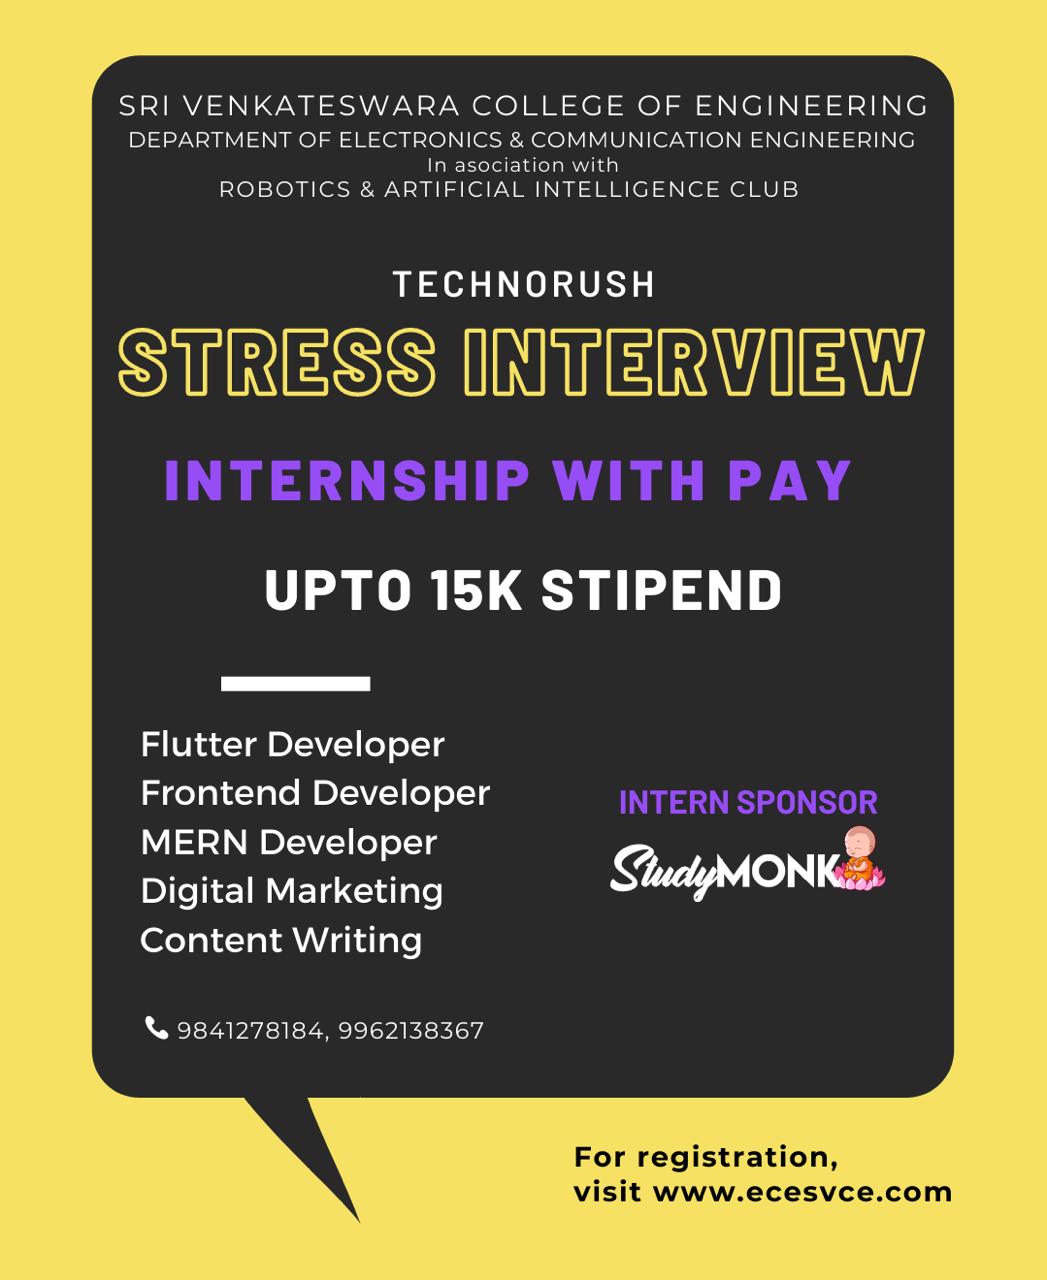 SRI VENKATESWARA COLLEGE OF ENGINEERING
DEPARTMENT OF ELECTRONICS & COMMUNICATION ENGINEERING
In asociation with
ROBOTICS & ARTIFICIAL INTELLIGENCE CLUB
TECHNORUSH
STRESS INTERVIEW
INTERNSHIP WITH PAY
UPTO 15K STIPEND
Flutter Developer
Frontend Developer
MERN Developer
Digital Marketing
Content Writing
INTERN SPONSOR
StudyMONK
9841278184, 9962138367
For registration,
visit www.ecesvce.com